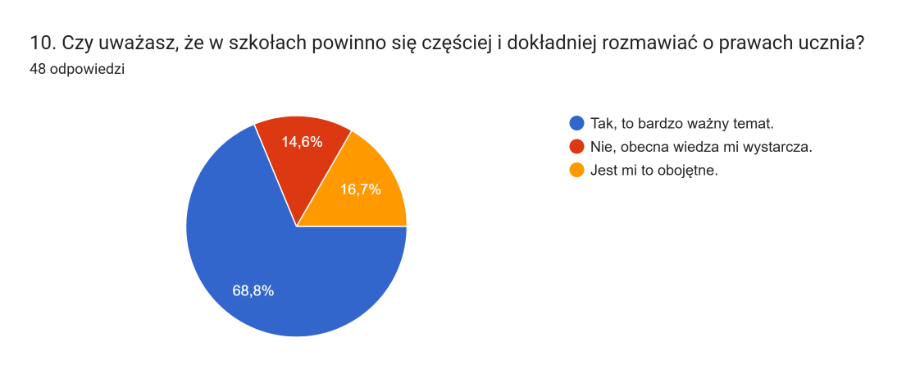 10. Czy uważasz, że w szkołach powinno się częściej i dokładniej rozmawiać o prawach ucznia?
48 odpowiedzi
14,6%
16,7%
68,8%
Tak, to bardzo ważny temat.
Nie, obecna wiedza mi wystarcza.
Jest mi to obojętne.